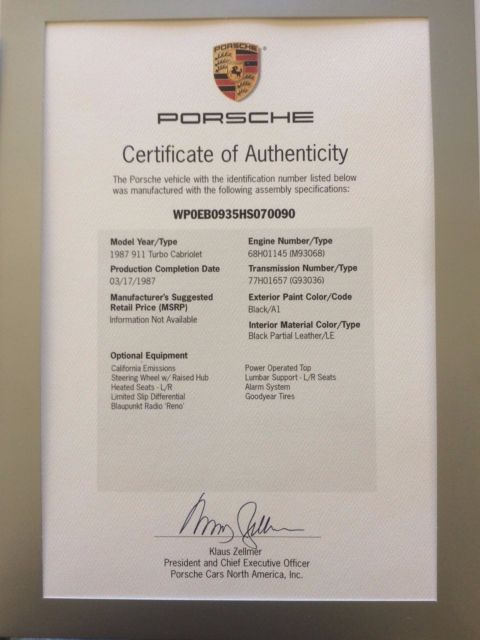 PORSCHE
PORSCHE
Certificate of Authenticity
The Porsche vehicle with the identification number listed below
was manufactured with the following assembly specifications:
WP0EB0935HS070090
Model Year/Type
1987 911 Turbo Cabriolet
Production Completion Date
03/17/1987
Manufacturer's Suggested
Retail Price (MSRP)
Information Not Available
Engine Number/Type
68H01145 (M93068)
Transmission Number/Type
77H01657 (G93036)
Exterior Paint Color/Code
Black/A1
Interior Material Color/Type
Black Partial Leather/LE
Optional Equipment
California Emissions
Steering Wheel w/ Raised Hub
Heated Seats - L/R
Limited Slip Differential
Blaupunkt Radio 'Reno'
Power Operated Top
Lumbar Support - L/R Seats
Alarm System
Goodyear Tires
Klaus Zellmer
President and Chief Executive Officer
Porsche Cars North America, Inc.